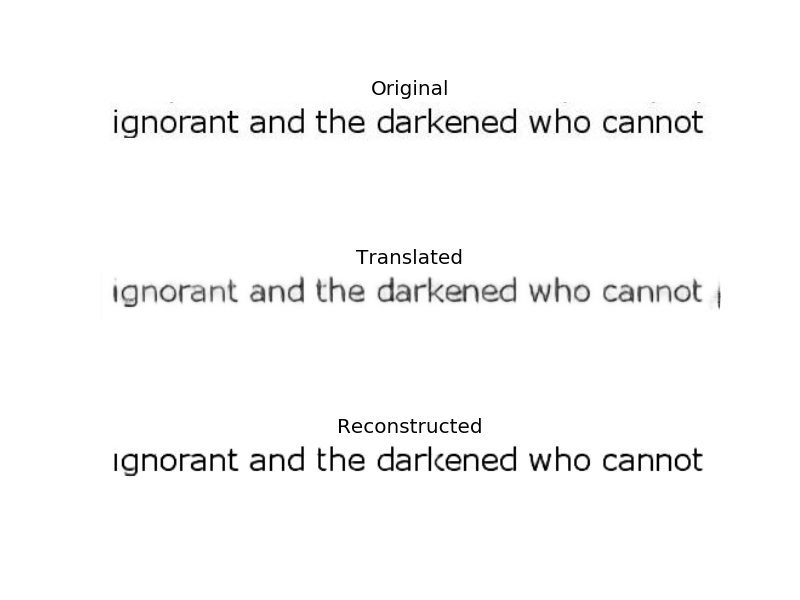 Original
ignorant and the darkened who cannot
Translated
ignorant and the darkened who cannot
Reconstructed
ignorant and the darkened who cannot